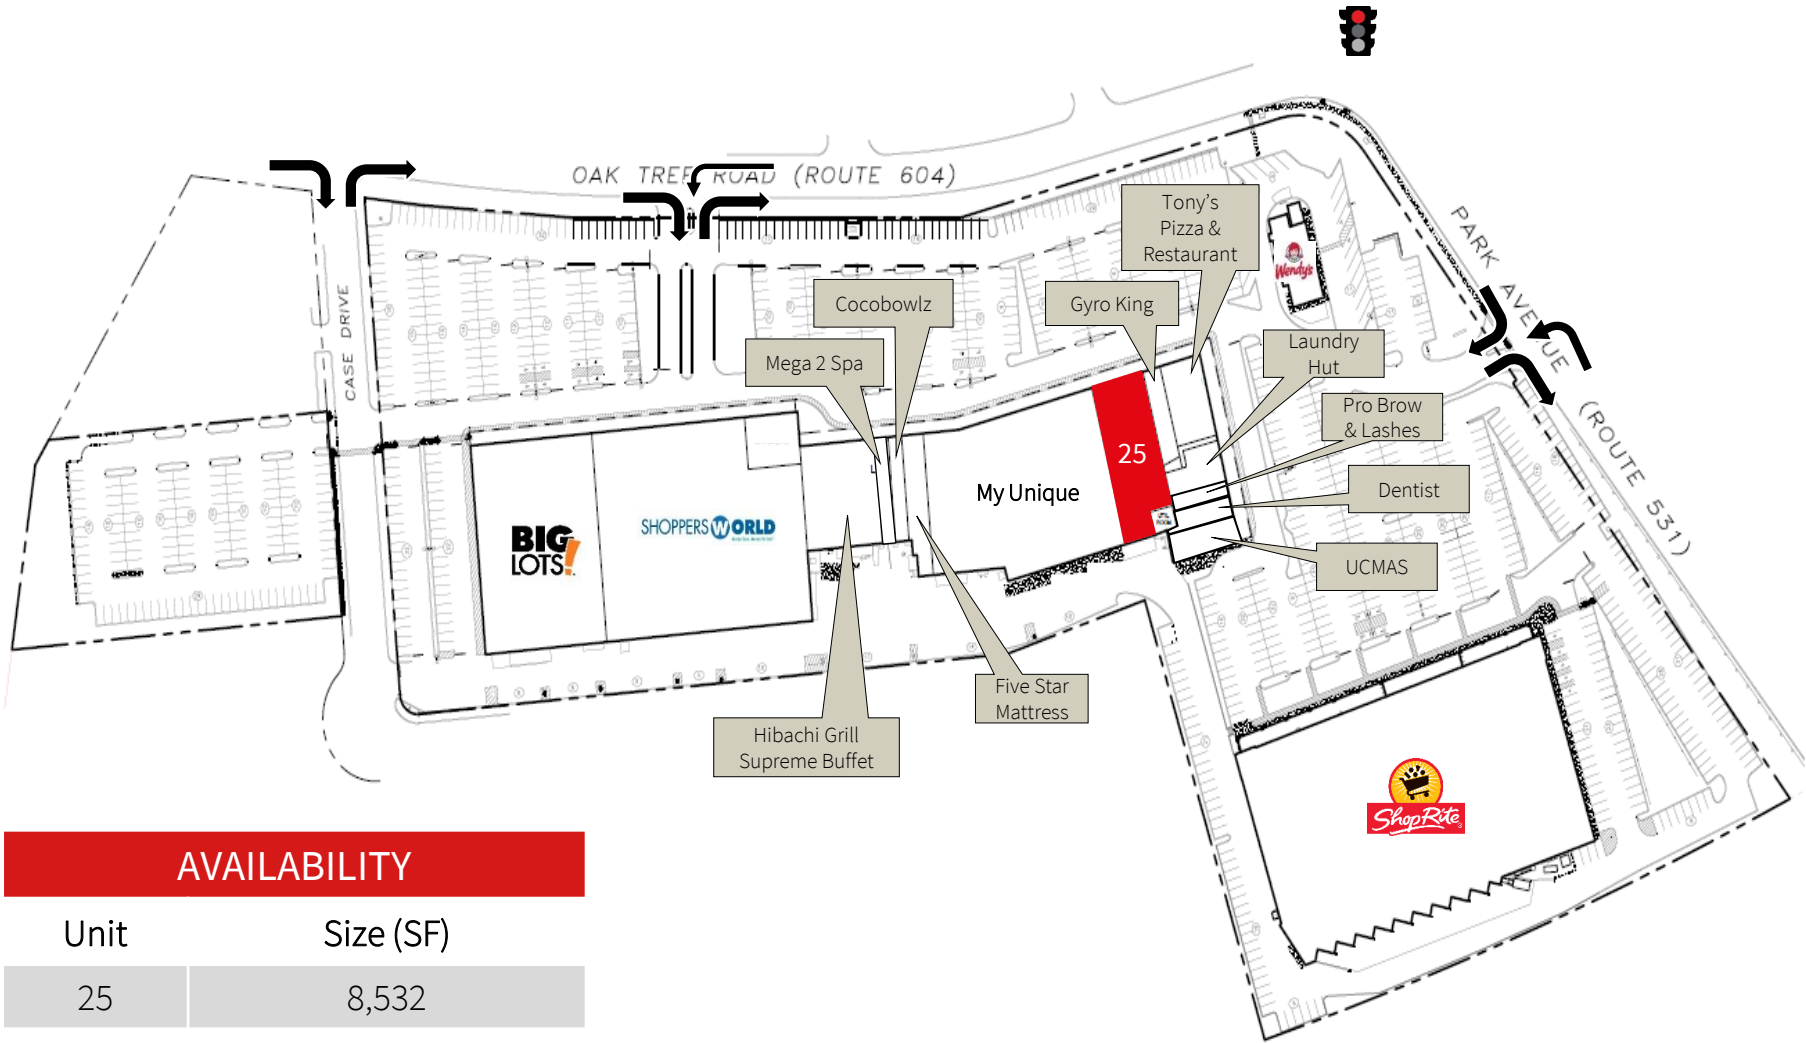 OAK TREE ROAD (ROUTE 604)
PARK AVENUE (ROUTE 531)
CASE DRIVE
Tony's
Pizza &
Restaurant
Wendy's
Cocobowlz
Gyro King
Mega 2 Spa
Laundry
Hut
Pro Brow
& Lashes
25
My Unique
Dentist
SHOPPERS WORLD
BIG
LOTS!
UCMAS
Five Star
Mattress
Hibachi Grill
Supreme Buffet
ShopRite
AVAILABILITY
Unit Size (SF)
25 8,532